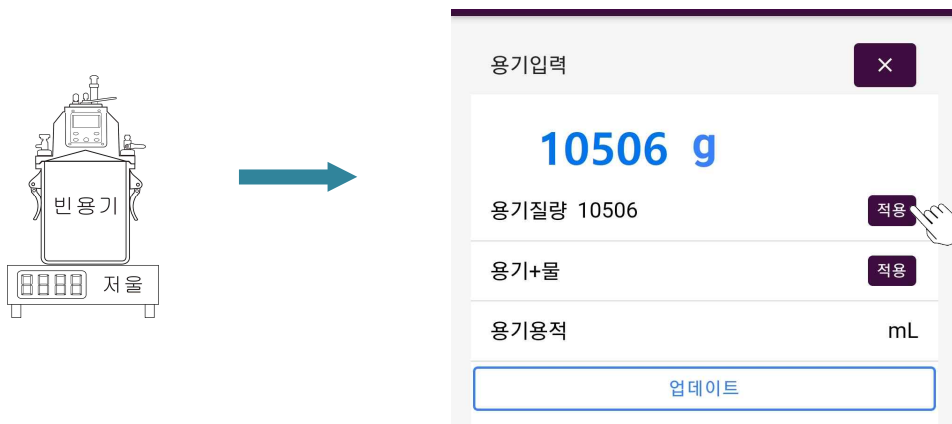 용기입력
×
10506 g
용기질량 10506
적용
용기+물
적용
용기용적
mL
업데이트
빈용기
8888
저울